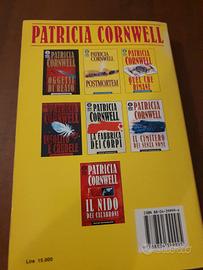 PATRICIA CORNWELL
PATRICIA
CORNWELL
OGGETTI
DI REATO
PATRICIA
CORNWELL
POSTMORTEM
PATRICIA
CORNWELL
QUEL CHE
RIMANE
PATRICIA
CORNWELL
INSOLITO
E CRUDELE
PATRICIA
CORNWELL
LA FABBRICA
DEI CORPI
PATRICIA
CORNWELL
IL CIMITERO
DEI SENZA NOME
PATRICIA
CORNWELL
IL NIDO
DEI CALABRONI
Lire 15.000